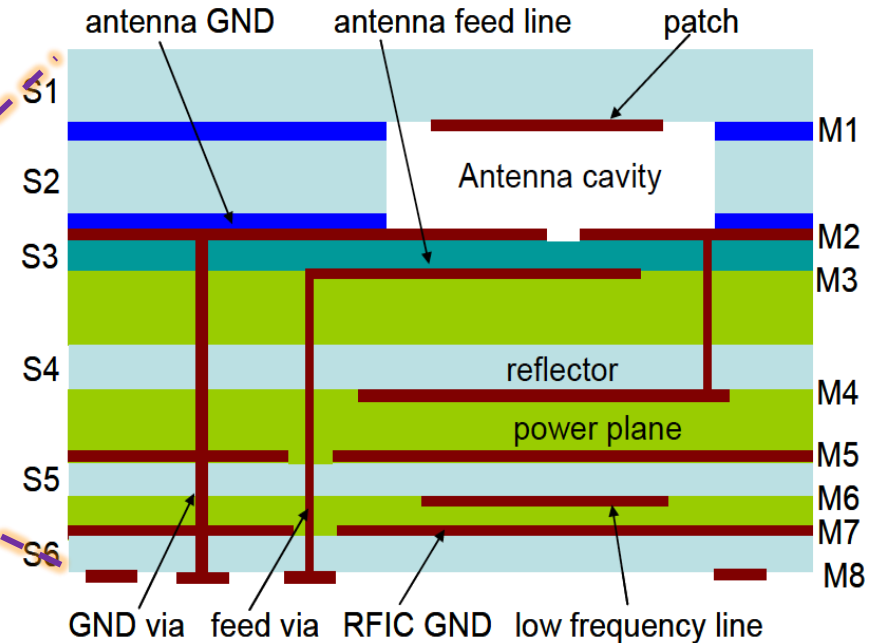 antenna GND antenna feed line patch
S1
M1
S2
Antenna cavity
M2
S3
M3
S4
reflector
M4
power plane
M5
S5
M6
M7
S6
M8
GND via feed via RFIC GND low frequency line